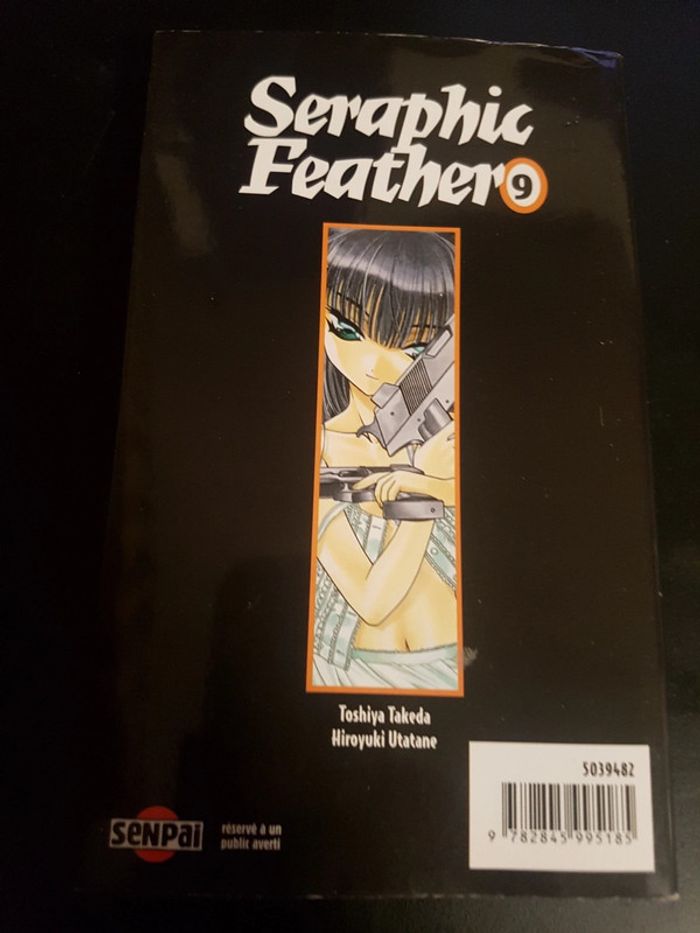 Seraphic
Feather 9
Toshiya Takeda
Hiroyuki Utatane
5039482
9 782845 995185
senpai
réservé à un
public averti